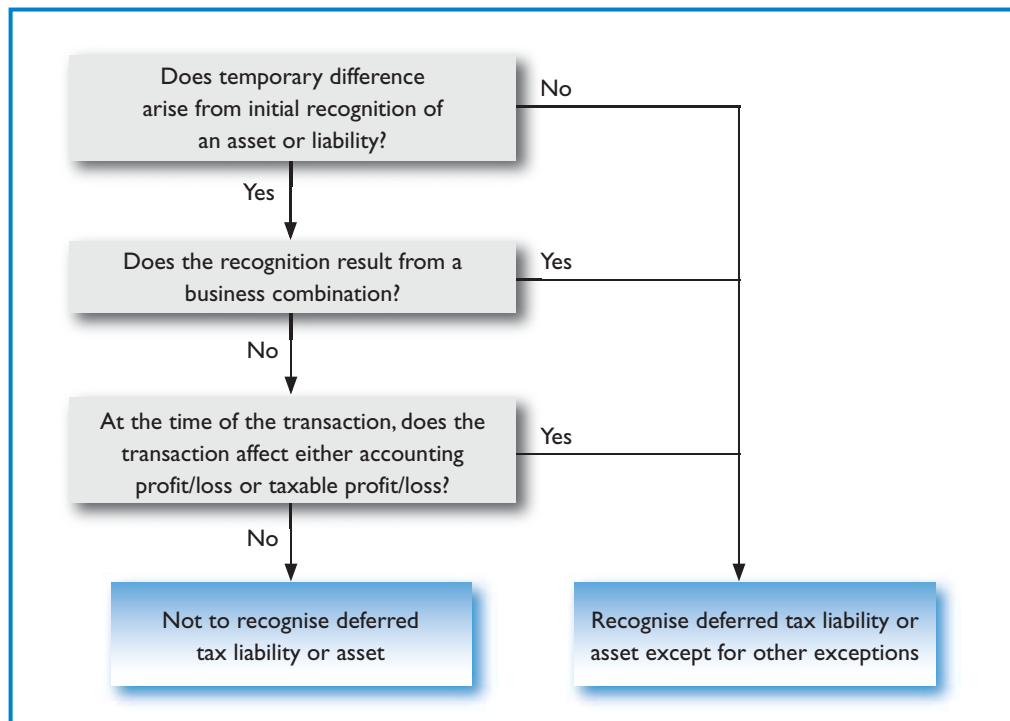 Does temporary difference
arise from initial recognition of
an asset or liability?
No
Yes
Does the recognition result from a
business combination?
Yes
No
At the time of the transaction, does the
transaction affect either accounting
profit/loss or taxable profit/loss?
Yes
No
Not to recognise deferred
tax liability or asset
Recognise deferred tax liability or
asset except for other exceptions